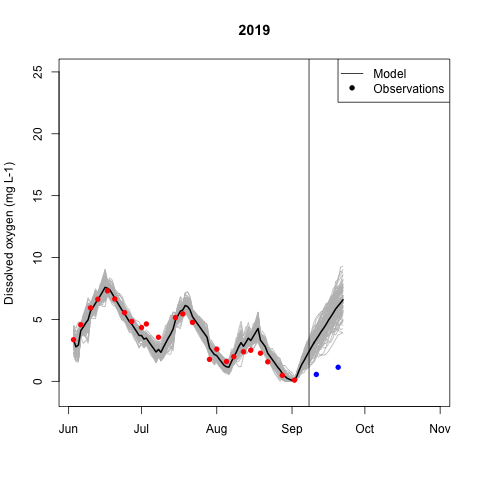 2019
Model
Observations
Dissolved oxygen (mg L-1)
25
20
15
10
5
0
Jun Jul Aug Sep Oct Nov